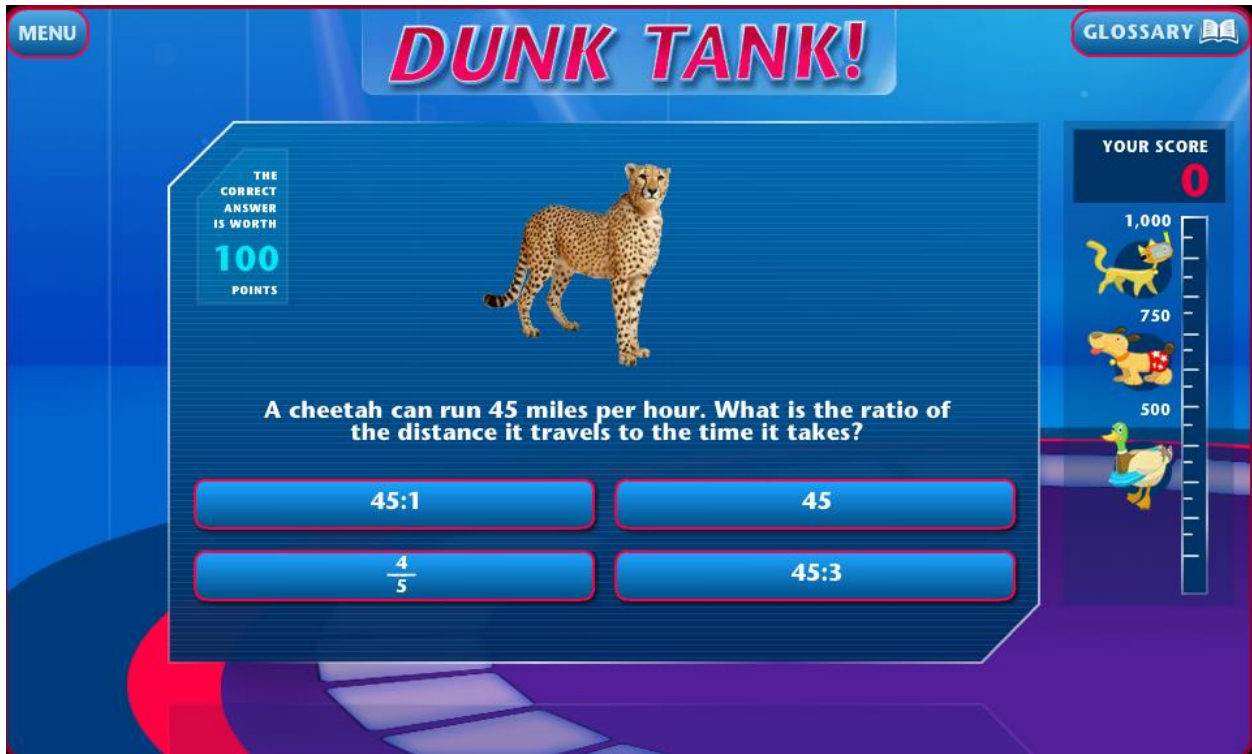 MENU
DUNK TANK!
GLOSSARY
THE
CORRECT
ANSWER
IS WORTH
100
POINTS
A cheetah can run 45 miles per hour. What is the ratio of
the distance it travels to the time it takes?
45:1
45
4
5
45:3
YOUR SCORE
0
1,000
750
500